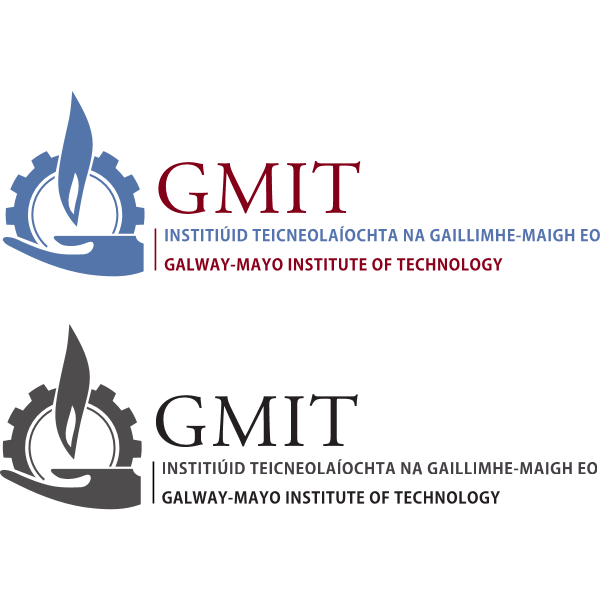 GMIT
INSTITIÚID TEICNEOLAÍOCHTA NA GAILLIMHE-MAIGH EO
GALWAY-MAYO INSTITUTE OF TECHNOLOGY
GMIT
INSTITIÚID TEICNEOLAÍOCHTA NA GAILLIMHE-MAIGH EO
GALWAY-MAYO INSTITUTE OF TECHNOLOGY